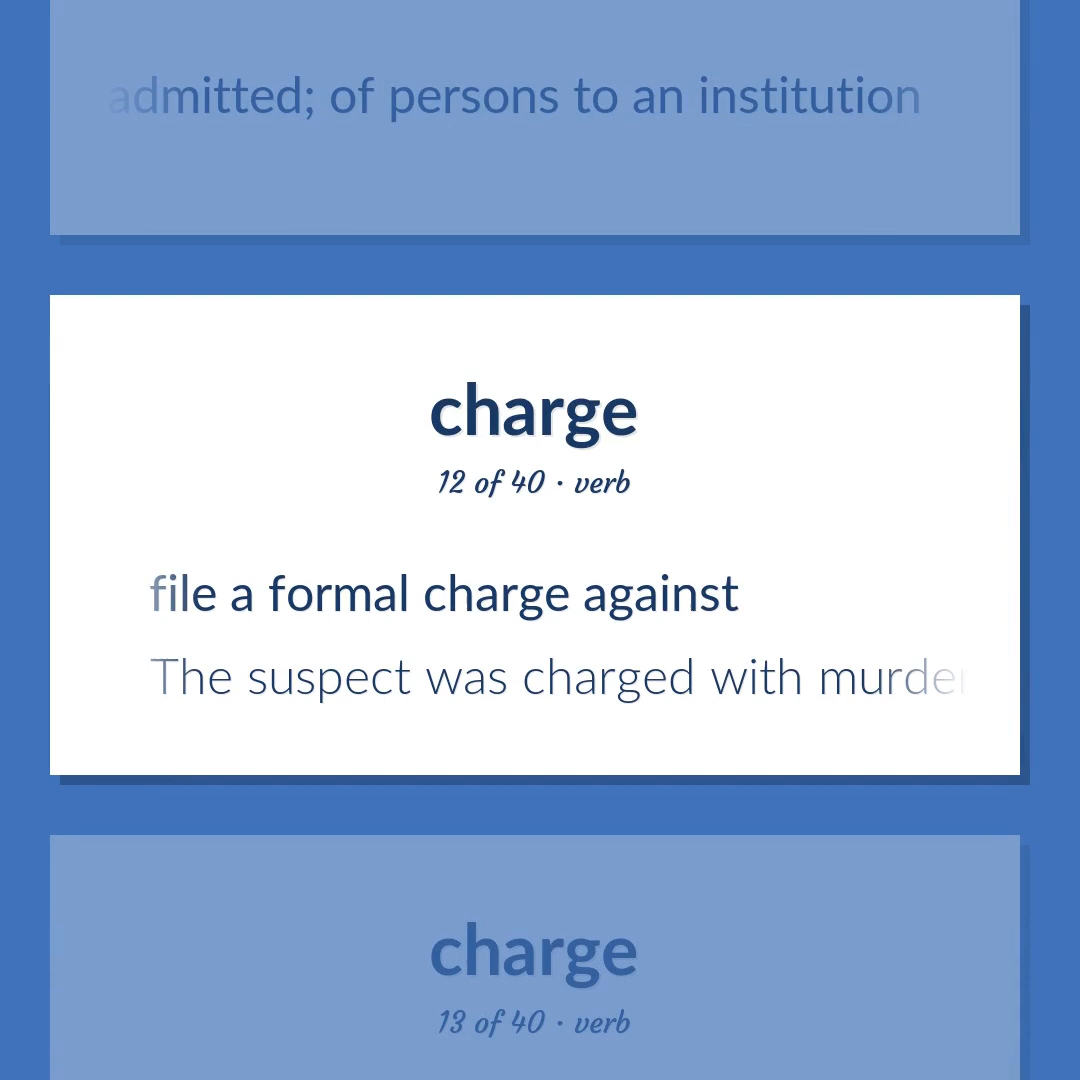 admitted; of persons to an institution
charge
12 of 40 · verb
file a formal charge against
The suspect was charged with murder
charge
13 of 40 · verb